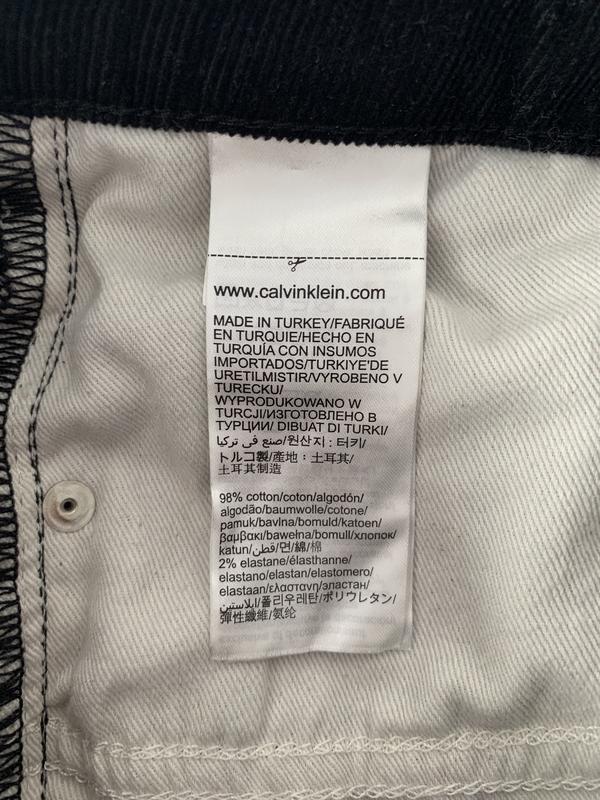 www.calvinklein.com
MADE IN TURKEY/FABRIQUÉ
EN TURQUIE/HECHO EN
TURQUÍA CON INSUMOS
IMPORTADOS/TURKIYE'DE
URETILMISTIR/VYROBENO V
TURECKU/
WYPRODUKOWANO W
TURCJI/ИЗГОТОВЛЕНО В
ТУРЦИИ/ DIBUAT DI TURKI/
صنع في تركيا/원산지 : 터키/
トルコ製/產地：土耳其/
土耳其制造
98% cotton/coton/algodón/
algodão/baumwolle/cotone/
pamuk/bavlna/bomuld/katoen/
βαμβακι/bawełna/bomull/хлопок/
katun/قطن/면/綿/棉
2% elastane/élasthanne/
elastano/elastan/elastomero/
elastaan/ελαστανη/эластан/
ايلاستين/폴리우레탄/ポリウレタン/
彈性纖維/氨纶